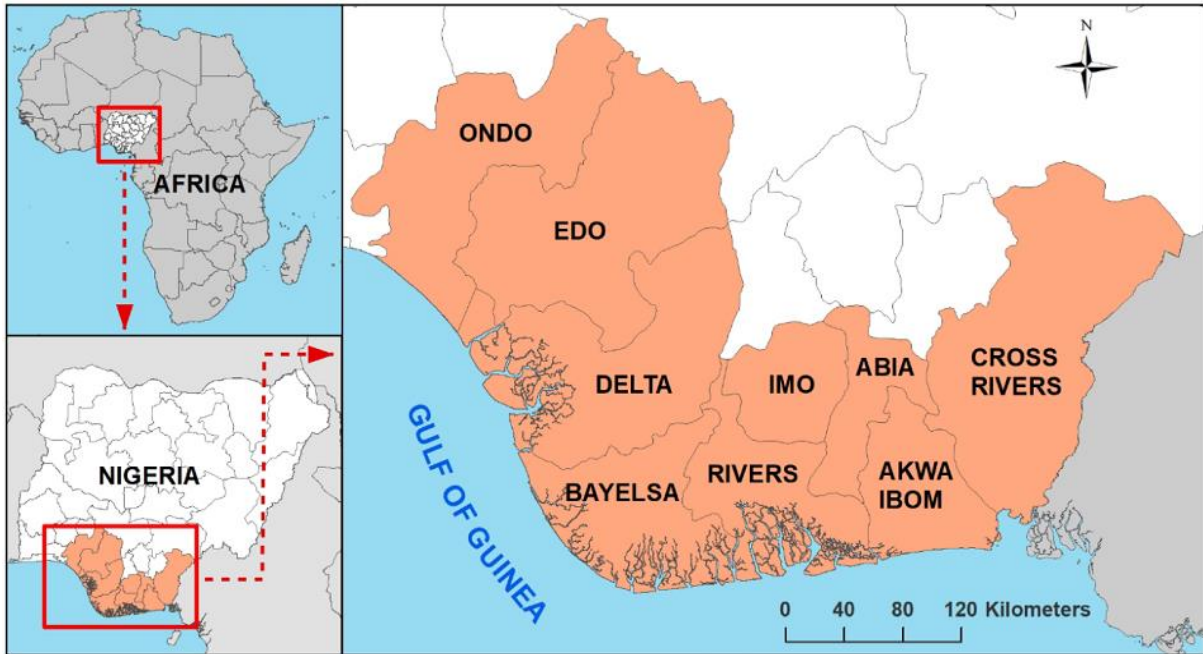 AFRICA
NIGERIA
N
ONDO
EDO
DELTA
IMO
ABIA
CROSS
RIVERS
BAYELSA
RIVERS
AKWA
IBOM
GULF OF GUINEA
0 40 80 120 Kilometers